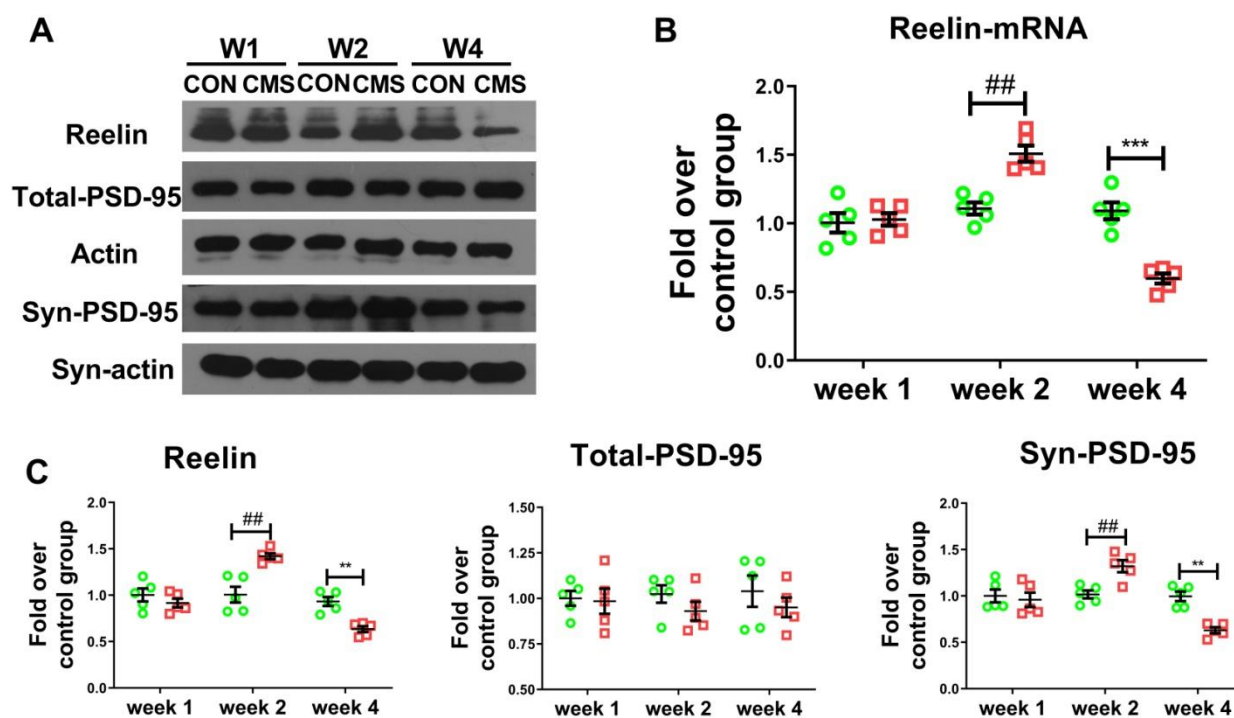 A
W1 W2 W4
CON CMS CON CMS CON CMS
Reelin
Total-PSD-95
Actin
Syn-PSD-95
Syn-actin
B
Reelin-mRNA
Fold over
control group
2.0
1.5
1.0
0.5
0.0
##
***
week 1 week 2 week 4
C
Reelin
Fold over
control group
2.0
1.5
1.0
0.5
0.0
##
**
week 1 week 2 week 4
Total-PSD-95
Fold over
control group
1.50
1.25
1.00
0.75
0.50
week 1 week 2 week 4
Syn-PSD-95
Fold over
control group
2.0
1.5
1.0
0.5
0.0
##
**
week 1 week 2 week 4